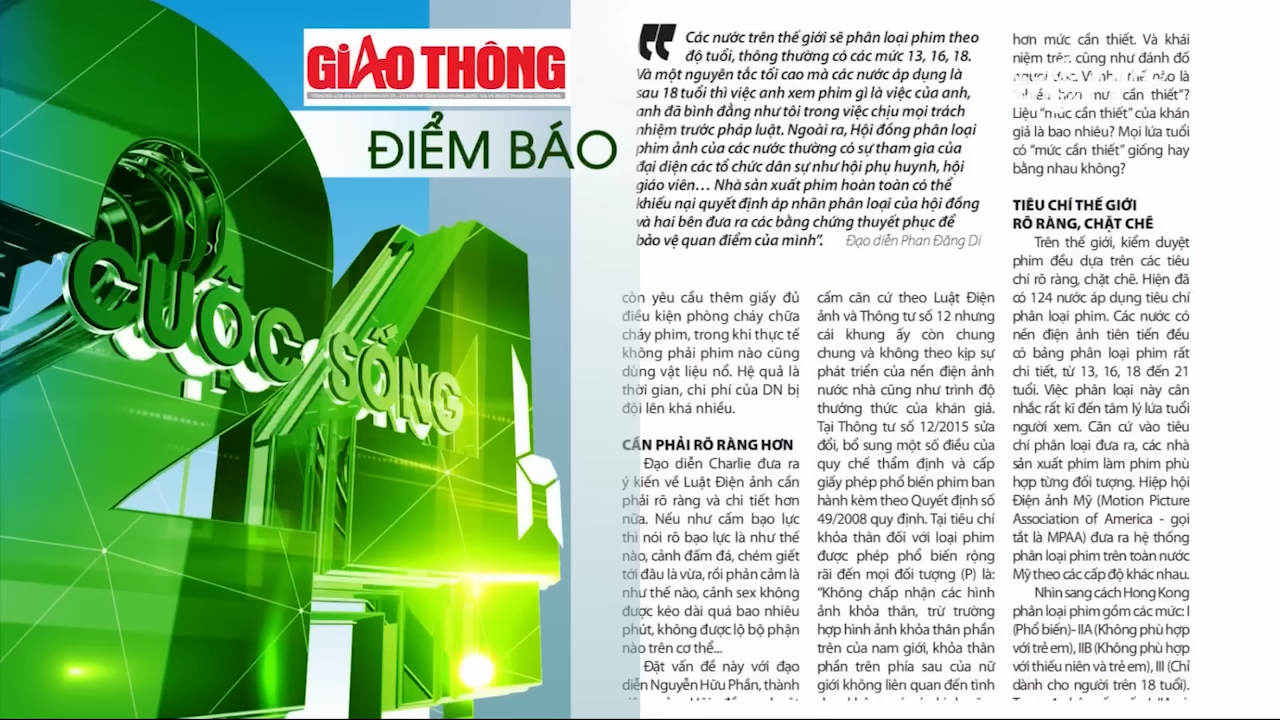 GIAO THÔNG
ĐIỂM BÁO
CUỘC SỐNG
24h
Các nước trên thế giới sẽ phân loại phim theo
độ tuổi, thông thường có các mức 13, 16, 18.
Và một nguyên tắc tối cao mà các nước áp dụng là
sau 18 tuổi thì việc anh xem phim gì là việc của anh,
anh đã bình đẳng như tôi trong việc chịu mọi trách
nhiệm trước pháp luật. Ngoài ra, Hội đồng phân loại
phim ảnh của các nước thường có sự tham gia của
đại diện các tổ chức dân sự như hội phụ huynh, hội
giáo viên… Nhà sản xuất phim hoàn toàn có thể
khiếu nại quyết định áp nhãn phân loại của hội đồng
và hai bên đưa ra các bằng chứng thuyết phục để
bảo vệ quan điểm của mình”. Đạo diễn Phan Đăng Di
còn yêu cầu thêm giấy đủ
điều kiện phòng cháy chữa
cháy phim, trong khi thực tế
không phải phim nào cũng
dùng vật liệu nổ. Hệ quả là
thời gian, chi phí của DN bị
đội lên khá nhiều.
CẦN PHẢI RÕ RÀNG HƠN
Đạo diễn Charlie đưa ra
ý kiến về Luật Điện ảnh cần
phải rõ ràng và chi tiết hơn
nữa. Nếu như cấm bạo lực
thì nói rõ bạo lực là như thế
nào, cảnh đấm đá, chém giết
tới đâu là vừa, rồi phản cảm là
như thế nào, cảnh sex không
được kéo dài quá bao nhiêu
phút, không được lộ bộ phận
nào trên cơ thể...
Đặt vấn đề này với đạo
diễn Nguyễn Hữu Phần, thành
cấm căn cứ theo Luật Điện
ảnh và Thông tư số 12 nhưng
cái khung ấy còn chung
chung và không theo kịp sự
phát triển của nền điện ảnh
nước nhà cũng như trình độ
thưởng thức của khán giả.
Tại Thông tư số 12/2015 sửa
đổi, bổ sung một số điều của
quy chế thẩm định và cấp
giấy phép phổ biến phim ban
hành kèm theo Quyết định số
49/2008 quy định. Tại tiêu chí
khỏa thân đối với loại phim
được phép phổ biến rộng
rãi đến mọi đối tượng (P) là:
“Không chấp nhận các hình
ảnh khỏa thân, trừ trường
hợp hình ảnh khỏa thân phần
trên của nam giới, khỏa thân
phần trên phía sau của nữ
giới không liên quan đến tình
hơn mức cần thiết. Và khái
niệm trên cũng như đánh đố
là
hơn mức cần thiết”?
Liệu “mức cần thiết” của khán
giả là bao nhiêu? Mọi lứa tuổi
có “mức cần thiết” giống hay
bằng nhau không?
TIÊU CHÍ THẾ GIỚI
RÕ RÀNG, CHẶT CHẼ
Trên thế giới, kiểm duyệt
phim đều dựa trên các tiêu
chí rõ ràng, chặt chẽ. Hiện đã
có 124 nước áp dụng tiêu chí
phân loại phim. Các nước có
nền điện ảnh tiên tiến đều
có bảng phân loại phim rất
chi tiết, từ 13, 16, 18 đến 21
tuổi. Việc phân loại này cân
nhắc rất kĩ đến tâm lý lứa tuổi
người xem. Căn cứ vào tiêu
chí phân loại đưa ra, các nhà
sản xuất phim làm phim phù
hợp từng đối tượng. Hiệp hội
Điện ảnh Mỹ (Motion Picture
Association of America - gọi
tắt là MPAA) đưa ra hệ thống
phân loại phim trên toàn nước
Mỹ theo các cấp độ khác nhau.
Nhìn sang cách Hong Kong
phân loại phim gồm các mức: I
(Phổ biến)- IIA (Không phù hợp
với trẻ em), IIB (Không phù hợp
với thiếu niên và trẻ em), III (Chỉ
dành cho người trên 18 tuổi).